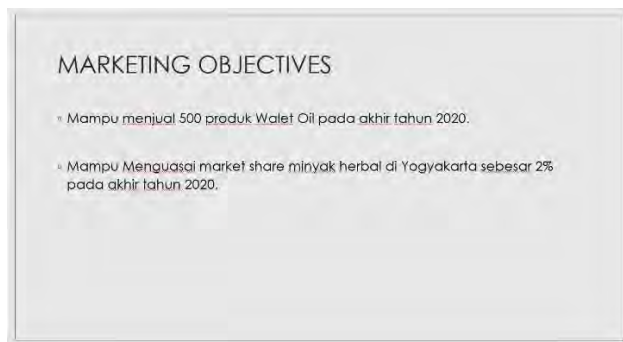 MARKETING OBJECTIVES
Mampu menjual 500 produk Walet Oil pada akhir tahun 2020.
Mampu Menguasai market share minyak herbal di Yogyakarta sebesar 2%
pada akhir tahun 2020.